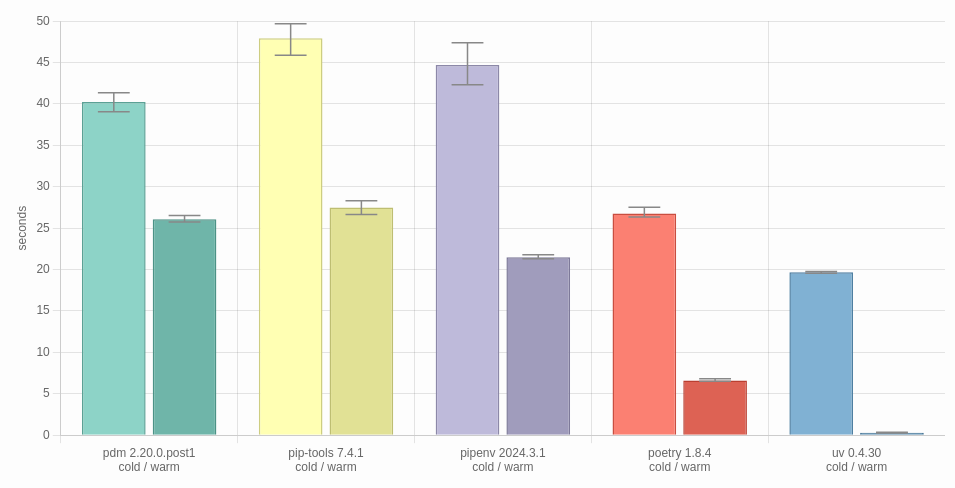 50
45
40
35
30
25
20
15
10
5
0
seconds
pdm 2.20.0.post1
cold / warm
pip-tools 7.4.1
cold / warm
pipenv 2024.3.1
cold / warm
poetry 1.8.4
cold / warm
uv 0.4.30
cold / warm